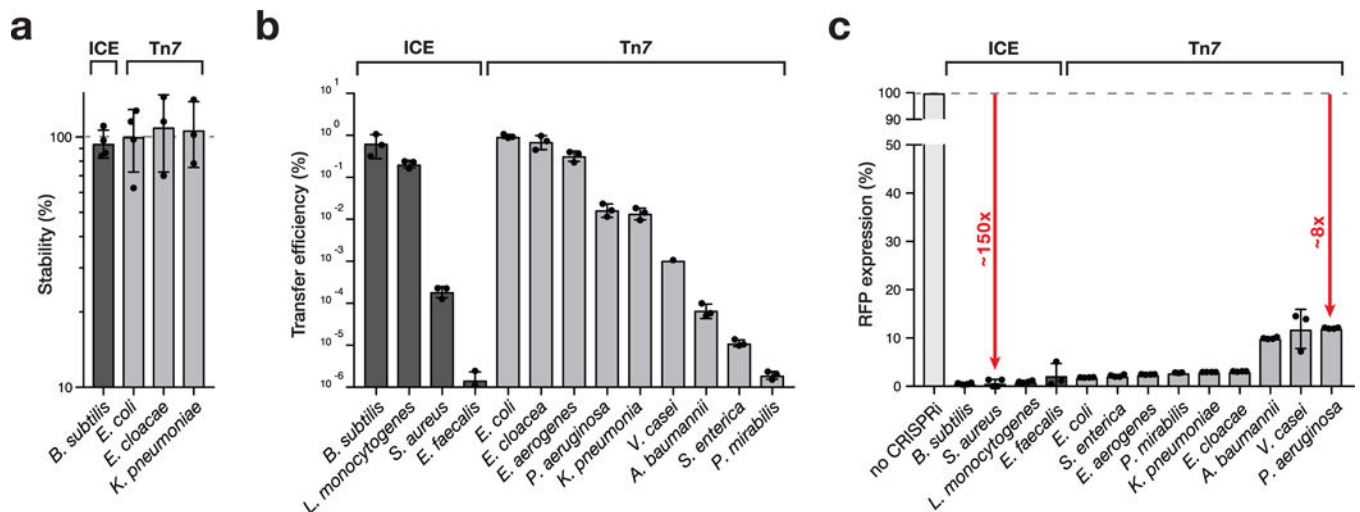 a
ICE Tn7
Stability (%)
100
10
B. subtilis
E. coli
E. cloacae
K. pneumoniae
b
ICE Tn7
Transfer efficiency (%)
10 1
10 0
10 -1
10 -2
10 -3
10 -4
10 -5
10 -6
B. subtilis
L. monocytogenes
S. aureus
E. faecalis
E. coli
E. cloacea
E. aerogenes
P. aeruginosa
K. pneumonia
V. casei
A. baumannii
S. enterica
P. mirabilis
c
ICE Tn7
RFP expression (%)
100
90
50
40
30
20
10
0
~150x
~8x
no CRISPRi
B. subtilis
S. aureus
L. monocytogenes
E. faecalis
E. coli
S. enterica
E. aerogenes
P. mirabilis
K. pneumoniae
E. cloacae
A. baumannii
V. casei
P. aeruginosa